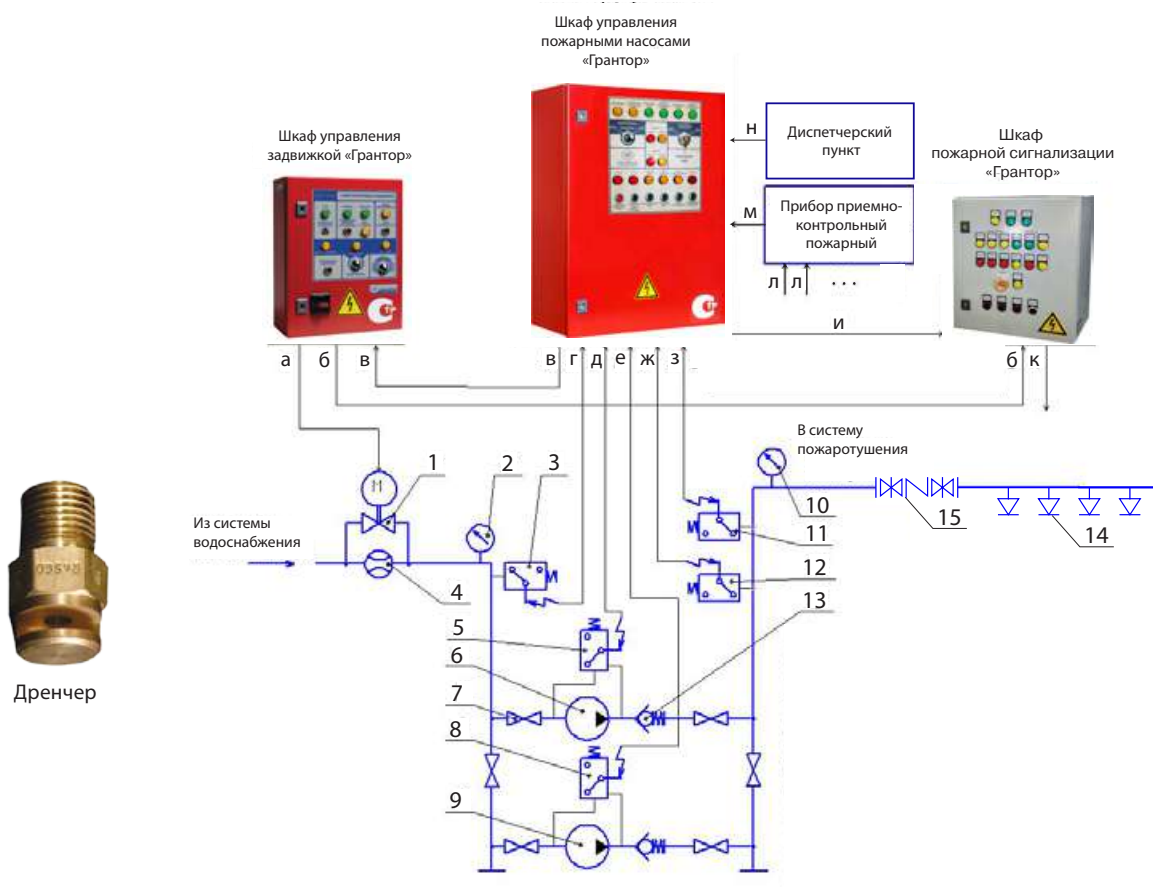 Шкаф управления
пожарными насосами
«Грантор»
Шкаф управления
задвижкой «Грантор»
Диспетчерский
пункт
Шкаф
пожарной сигнализации
«Грантор»
Прибор приемно-
контрольный
пожарный
н
м
л л . . .
и
а б в
в г д е ж з
б к
В систему
пожаротушения
Из системы
водоснабжения
М
1
2
3
4
5
6
7
8
9
10
11
12
13
14
15
Дренчер